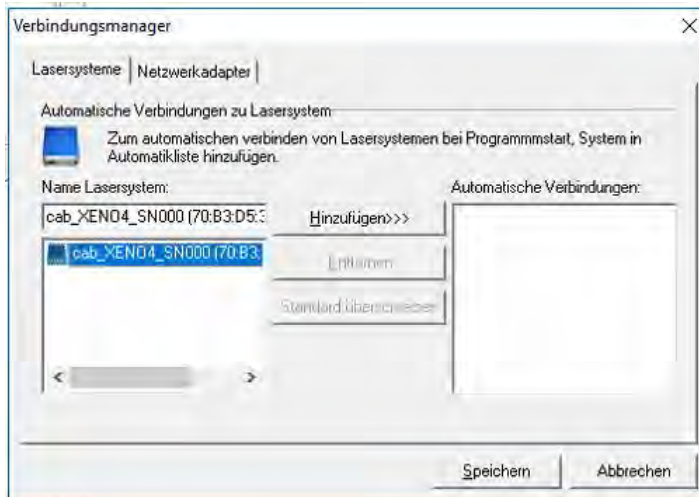 Verbindungsmanager
Lasersysteme
Netzwerkadapter
Automatische Verbindungen zu Lasersystem
Zum automatischen verbinden von Lasersystemen bei Programmmstart, System in
Automatikliste hinzufügen.
Name Lasersystem:
Automatische Verbindungen:
cab_XENO4_SN000 (70:B3:D5:
Hinzufügen>>>
cab_XENO4_SN000 (70:B3:
Entfernen
Standard überschreiben
Speichern
Abbrechen